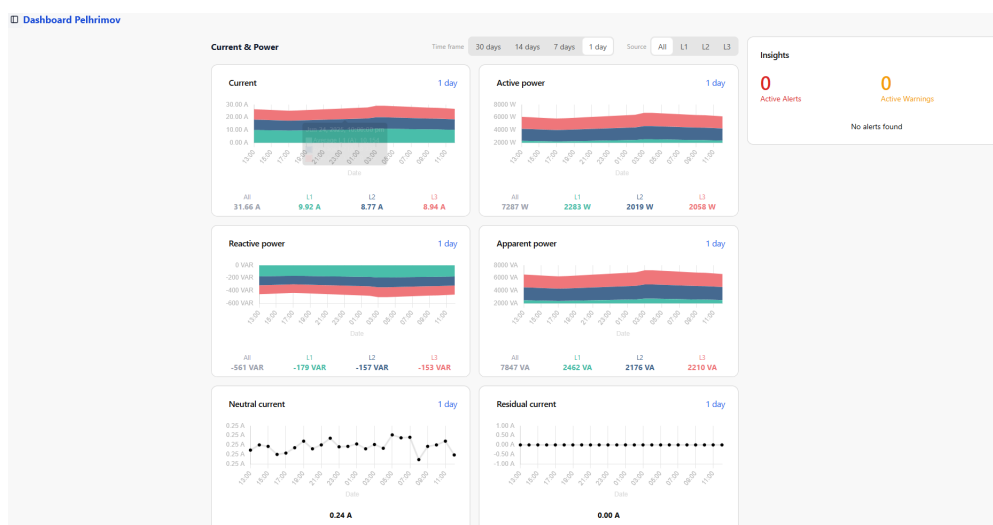 Dashboard Pelhrimov
Current & Power
Time frame 30 days 14 days 7 days 1 day Source All L1 L2 L3
Current 1 day
30.00 A
20.00 A
10.00 A
0.00 A
13:00 15:00 17:00 19:00 21:00 23:00 01:00 03:00 05:00 07:00 09:00 11:00
Date
All L1 L2 L3
31.66 A 9.92 A 8.77 A 8.94 A
Active power 1 day
8000 W
6000 W
4000 W
2000 W
13:00 15:00 17:00 19:00 21:00 23:00 01:00 03:00 05:00 07:00 09:00 11:00
Date
All L1 L2 L3
7287 W 2283 W 2019 W 2058 W
Insights
0 0
Active Alerts Active Warnings
No alerts found
Reactive power 1 day
0 VAR
-200 VAR
-400 VAR
-600 VAR
13:00 15:00 17:00 19:00 21:00 23:00 01:00 03:00 05:00 07:00 09:00 11:00
Date
All L1 L2 L3
-561 VAR -179 VAR -157 VAR -153 VAR
Apparent power 1 day
8000 VA
6000 VA
4000 VA
2000 VA
13:00 15:00 17:00 19:00 21:00 23:00 01:00 03:00 05:00 07:00 09:00 11:00
Date
All L1 L2 L3
7847 VA 2462 VA 2176 VA 2210 VA
Neutral current 1 day
0.25 A
0.25 A
0.25 A
0.25 A
0.25 A
13:00 15:00 17:00 19:00 21:00 23:00 01:00 03:00 05:00 07:00 09:00 11:00
Date
0.24 A
Residual current 1 day
1.00 A
0.50 A
0.00 A
-0.50 A
-1.00 A
13:00 15:00 17:00 19:00 21:00 23:00 01:00 03:00 05:00 07:00 09:00 11:00
Date
0.00 A